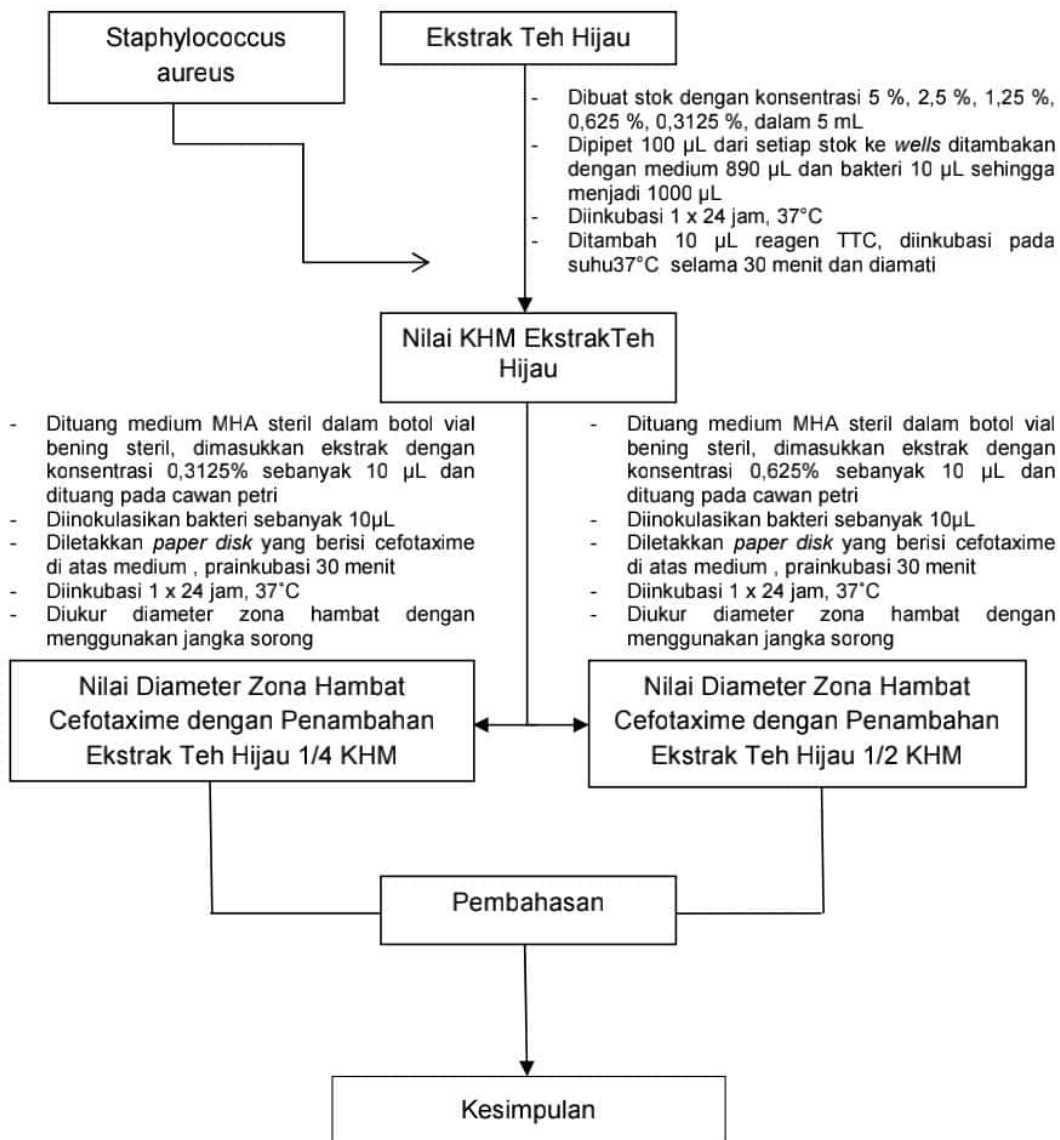 Staphylococcus
aureus
Ekstrak Teh Hijau
- Dibuat stok dengan konsentrasi 5 %, 2,5 %, 1,25 %,
0,625 %, 0,3125 %, dalam 5 mL
- Dipipet 100 µL dari setiap stok ke wells ditambakan
dengan medium 890 µL dan bakteri 10 µL sehingga
menjadi 1000 µL
- Diinkubasi 1 x 24 jam, 37°C
- Ditambah 10 µL reagen TTC, diinkubasi pada
suhu37°C selama 30 menit dan diamati
Nilai KHM EkstrakTeh
Hijau
- Dituang medium MHA steril dalam botol vial
bening steril, dimasukkan ekstrak dengan
konsentrasi 0,3125% sebanyak 10 µL dan
dituang pada cawan petri
- Diinokulasikan bakteri sebanyak 10µL
- Diletakkan paper disk yang berisi cefotaxime
di atas medium , prainkubasi 30 menit
- Diinkubasi 1 x 24 jam, 37°C
- Diukur diameter zona hambat dengan
menggunakan jangka sorong
- Dituang medium MHA steril dalam botol vial
bening steril, dimasukkan ekstrak dengan
konsentrasi 0,625% sebanyak 10 µL dan
dituang pada cawan petri
- Diinokulasikan bakteri sebanyak 10µL
- Diletakkan paper disk yang berisi cefotaxime
di atas medium , prainkubasi 30 menit
- Diinkubasi 1 x 24 jam, 37°C
- Diukur diameter zona hambat dengan
menggunakan jangka sorong
Nilai Diameter Zona Hambat
Cefotaxime dengan Penambahan
Ekstrak Teh Hijau 1/4 KHM
Nilai Diameter Zona Hambat
Cefotaxime dengan Penambahan
Ekstrak Teh Hijau 1/2 KHM
Pembahasan
Kesimpulan